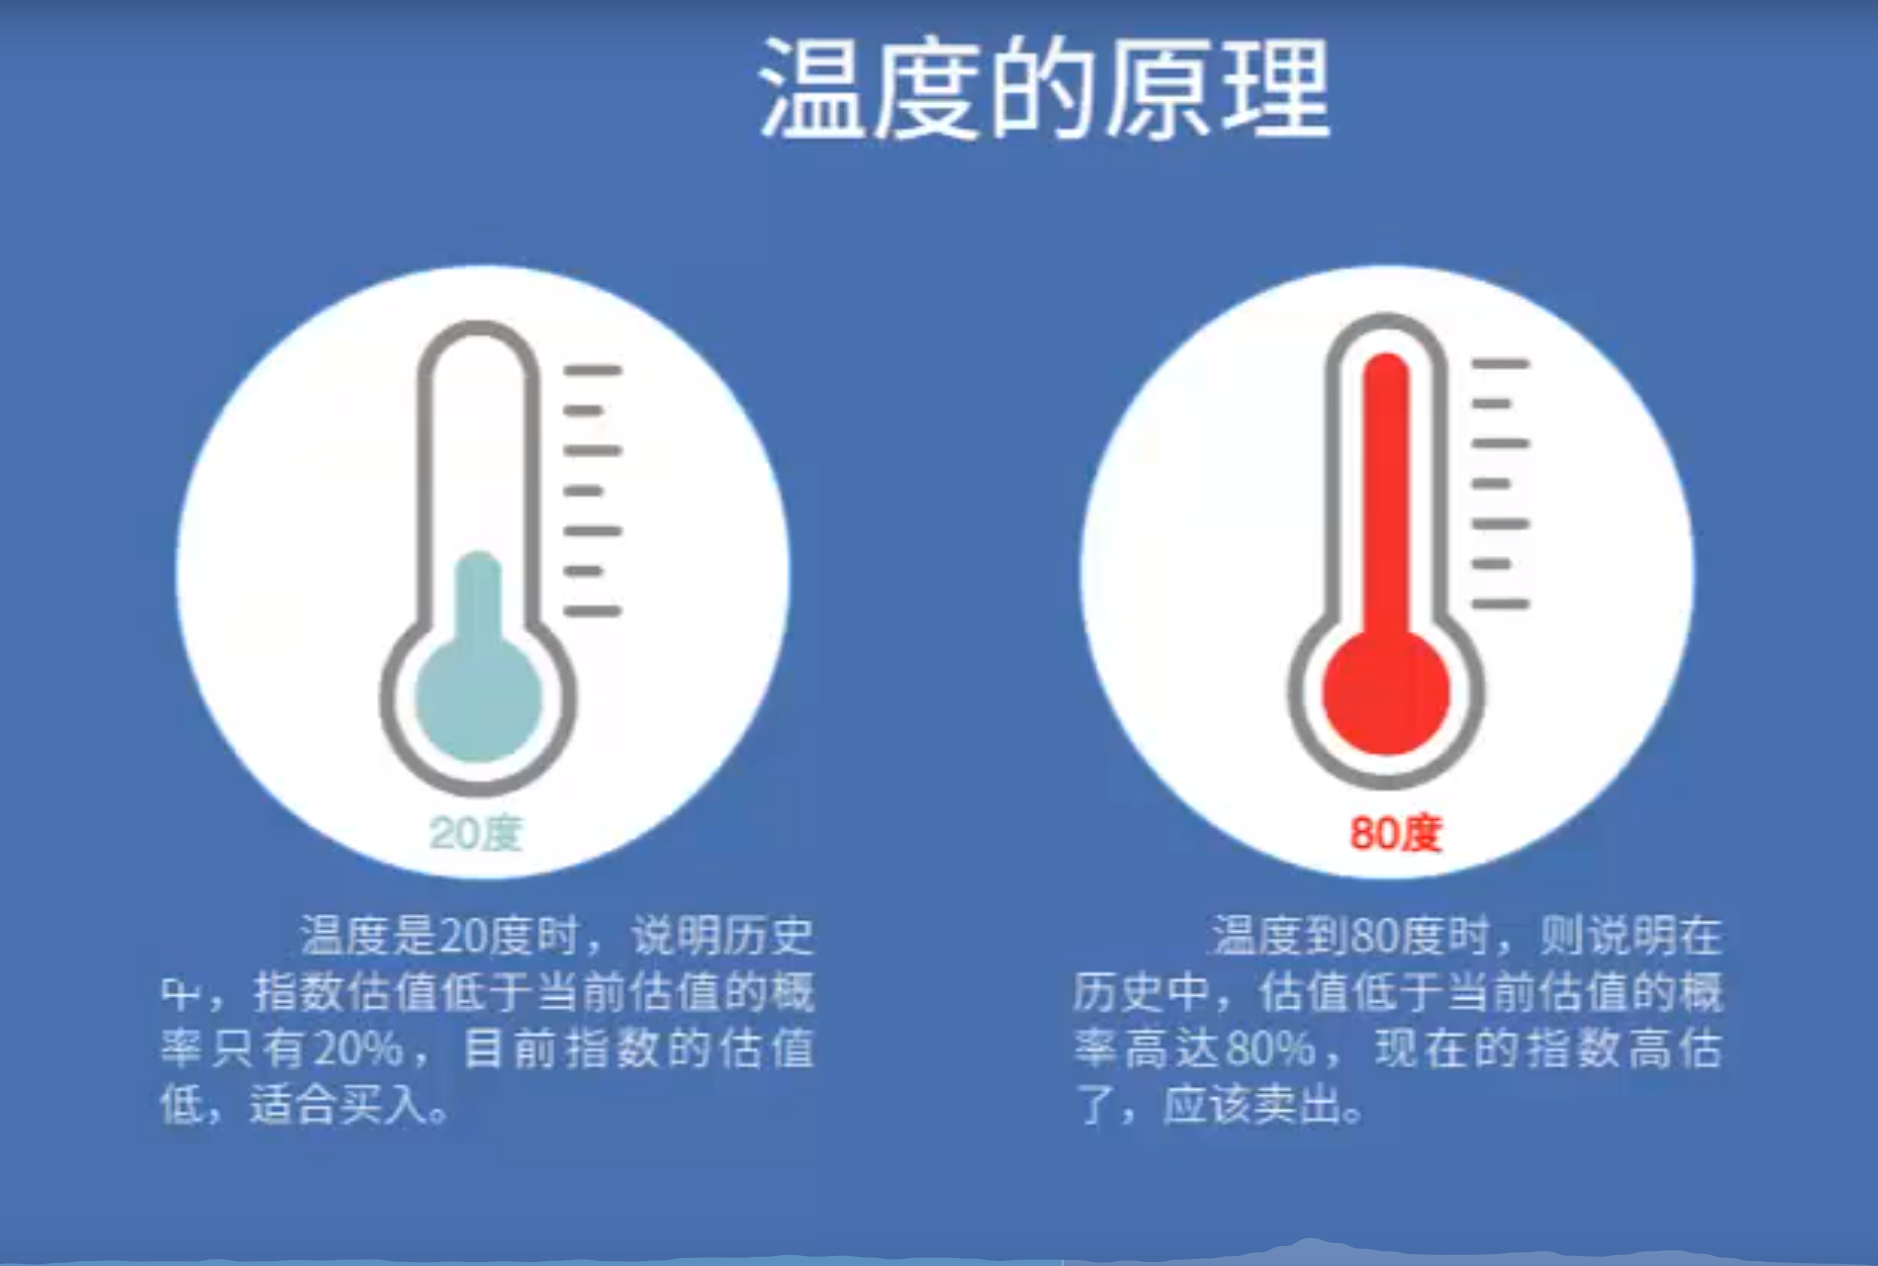 温度的原理
20度
80度
温度是20度时，说明历史
中，指数估值低于当前估值的概
率只有20%，目前指数的估值
低，适合买入。
温度到80度时，则说明在
历史中，估值低于当前估值的概
率高达80%，现在的指数高估
了，应该卖出。